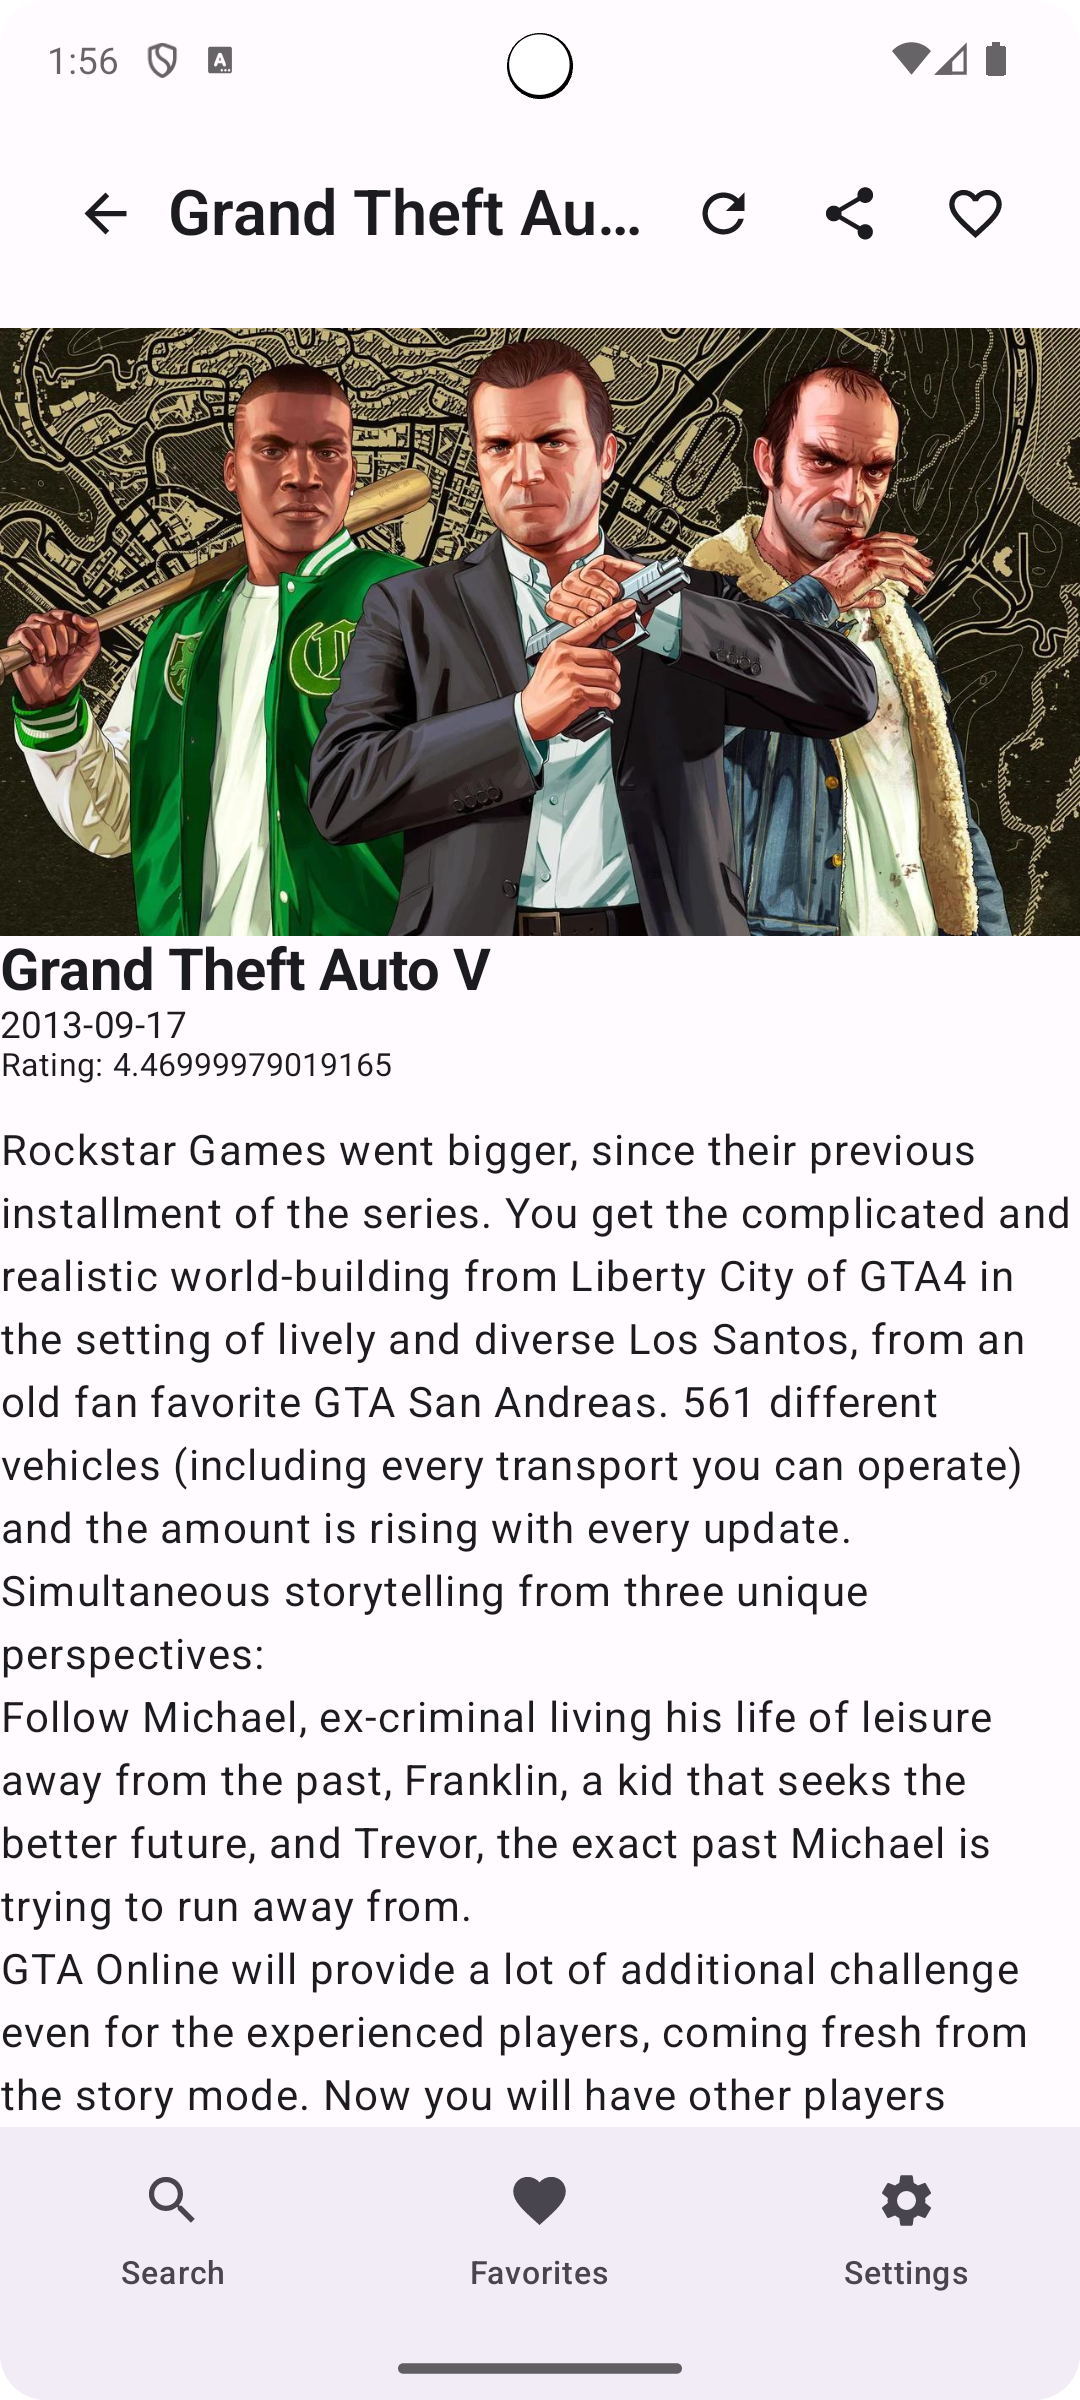 1:56
Grand Theft Au...
Grand Theft Auto V
2013-09-17
Rating: 4.46999979019165
Rockstar Games went bigger, since their previous
installment of the series. You get the complicated and
realistic world-building from Liberty City of GTA4 in
the setting of lively and diverse Los Santos, from an
old fan favorite GTA San Andreas. 561 different
vehicles (including every transport you can operate)
and the amount is rising with every update.
Simultaneous storytelling from three unique
perspectives:
Follow Michael, ex-criminal living his life of leisure
away from the past, Franklin, a kid that seeks the
better future, and Trevor, the exact past Michael is
trying to run away from.
GTA Online will provide a lot of additional challenge
even for the experienced players, coming fresh from
the story mode. Now you will have other players
Search
Favorites
Settings